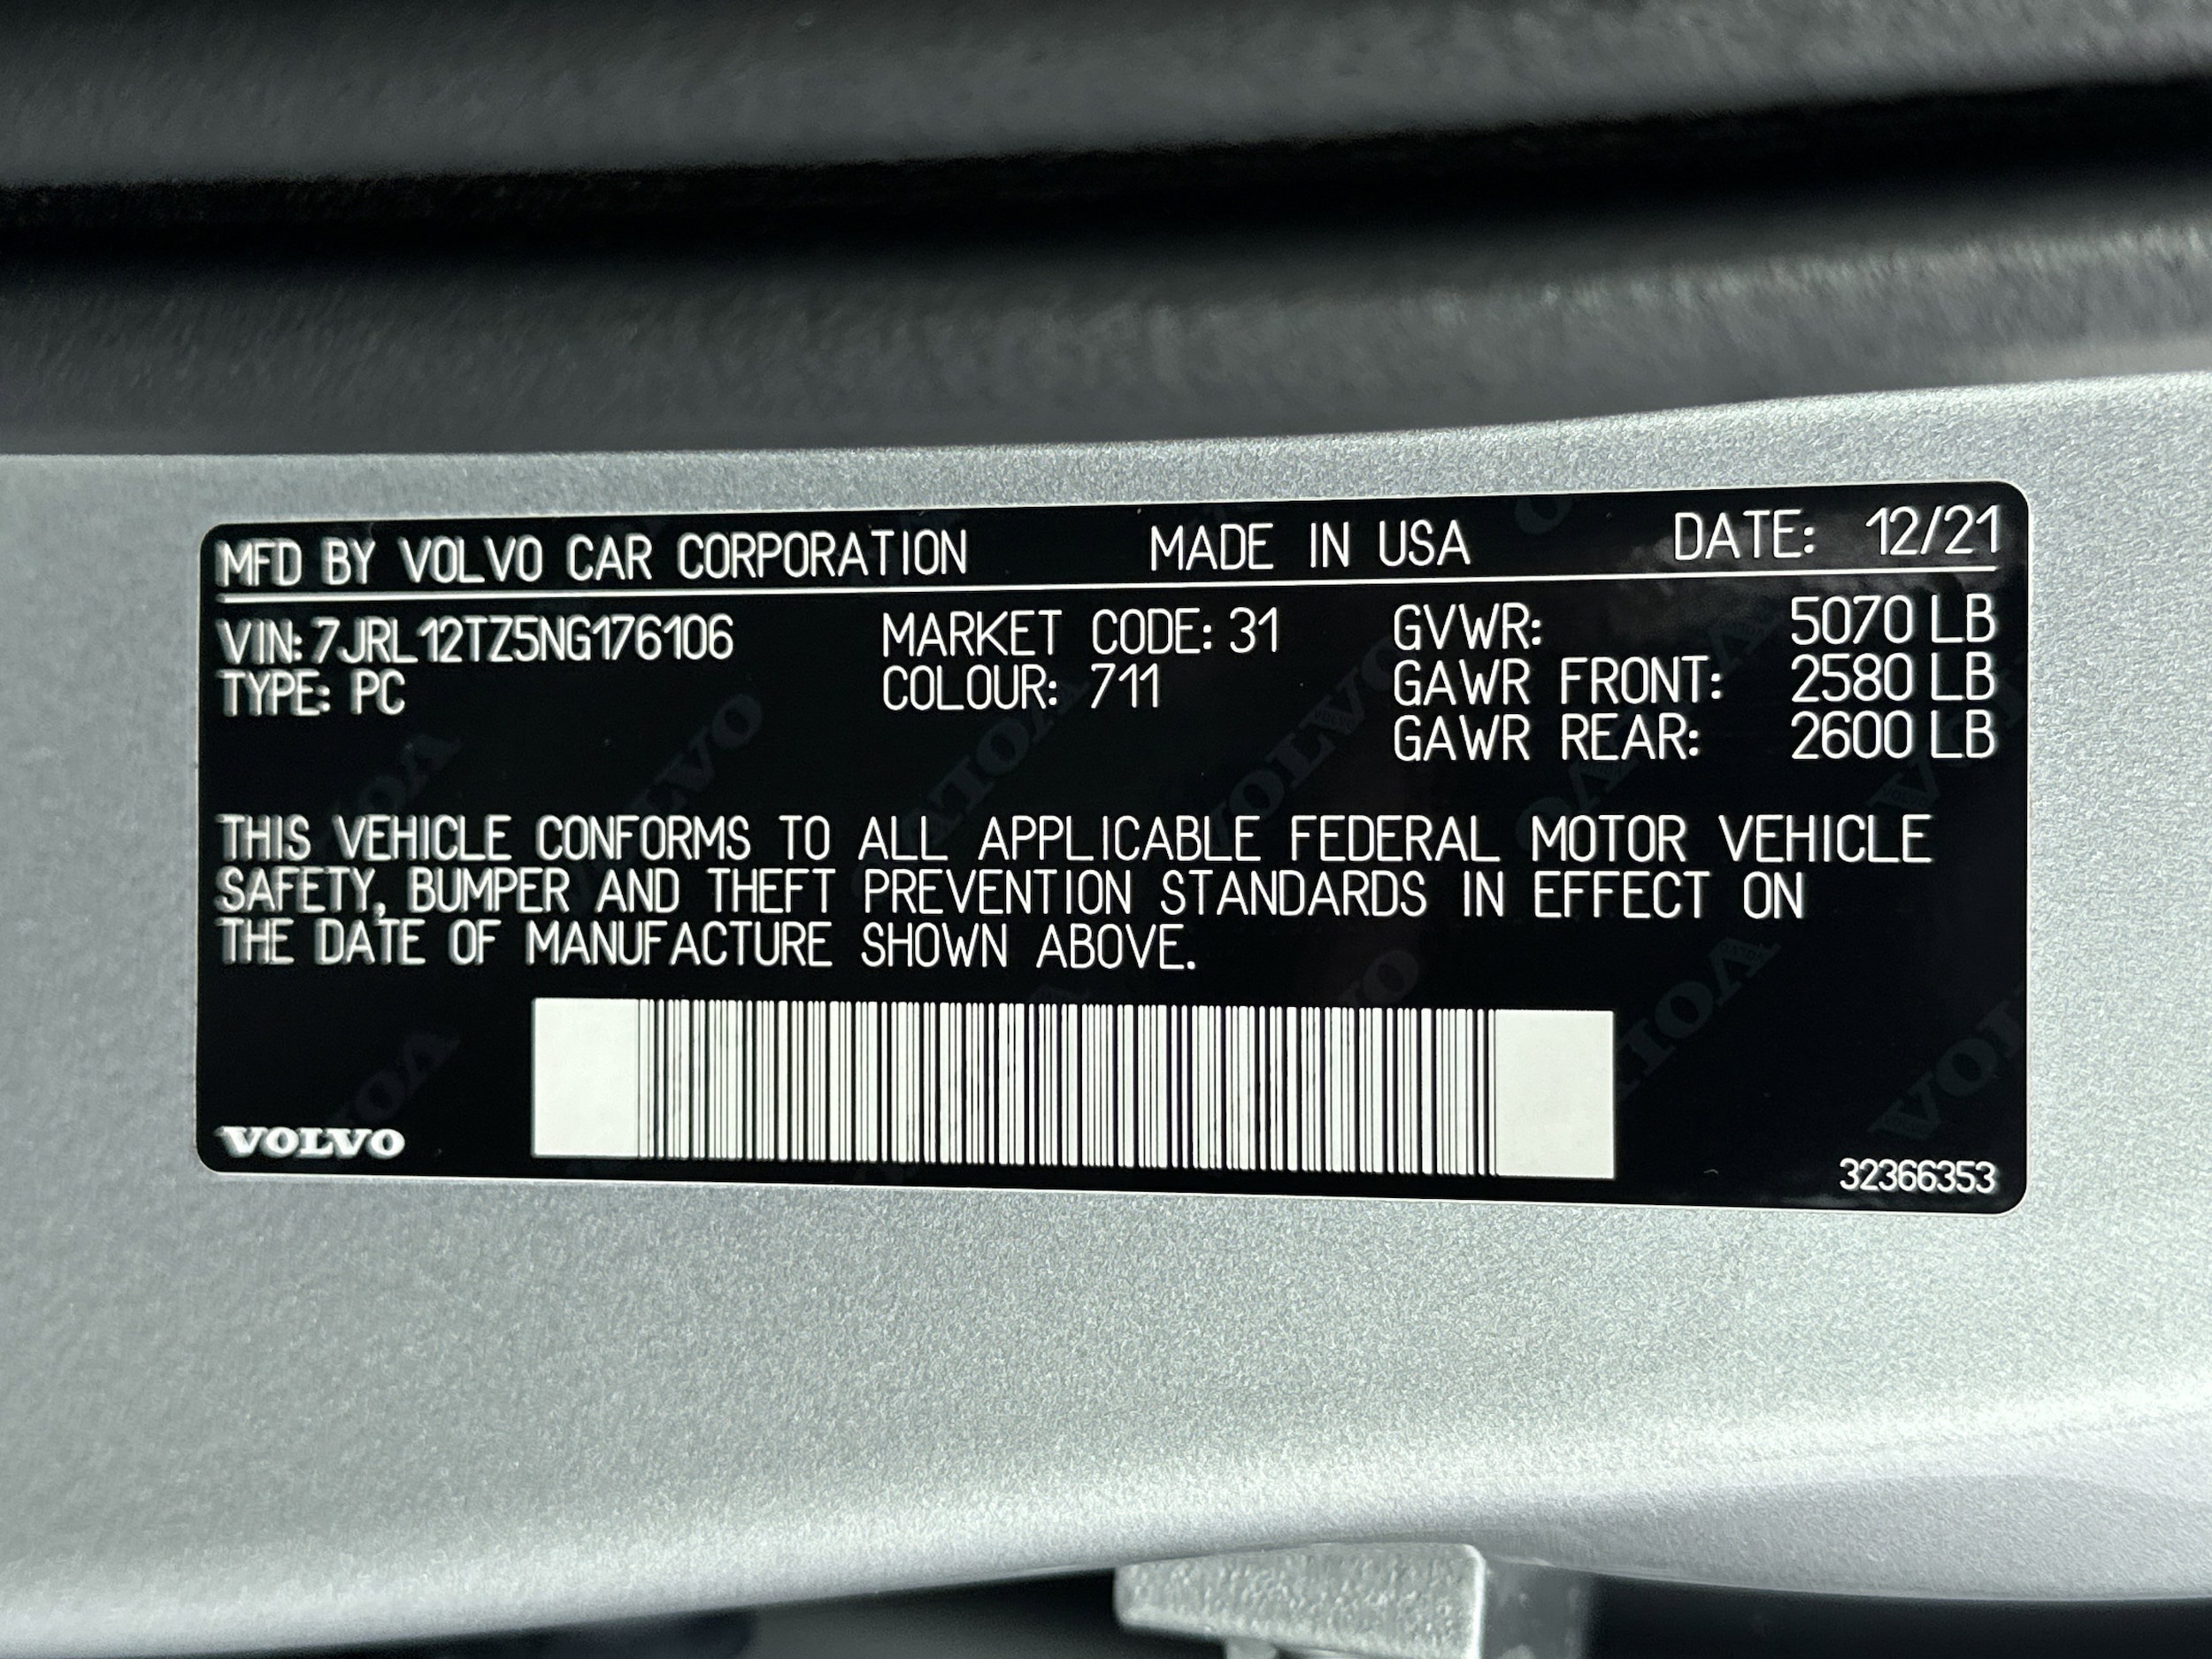 MFD BY VOLVO CAR CORPORATION MADE IN USA DATE: 12/21
VIN: 7JRL12TZ5NG176106 MARKET CODE: 31 GVWR: 5070 LB
TYPE: PC COLOUR: 711 GAWR FRONT: 2580 LB
GAWR REAR: 2600 LB
THIS VEHICLE CONFORMS TO ALL APPLICABLE FEDERAL MOTOR VEHICLE
SAFETY, BUMPER AND THEFT PREVENTION STANDARDS IN EFFECT ON
THE DATE OF MANUFACTURE SHOWN ABOVE.
VOLVO
32366353